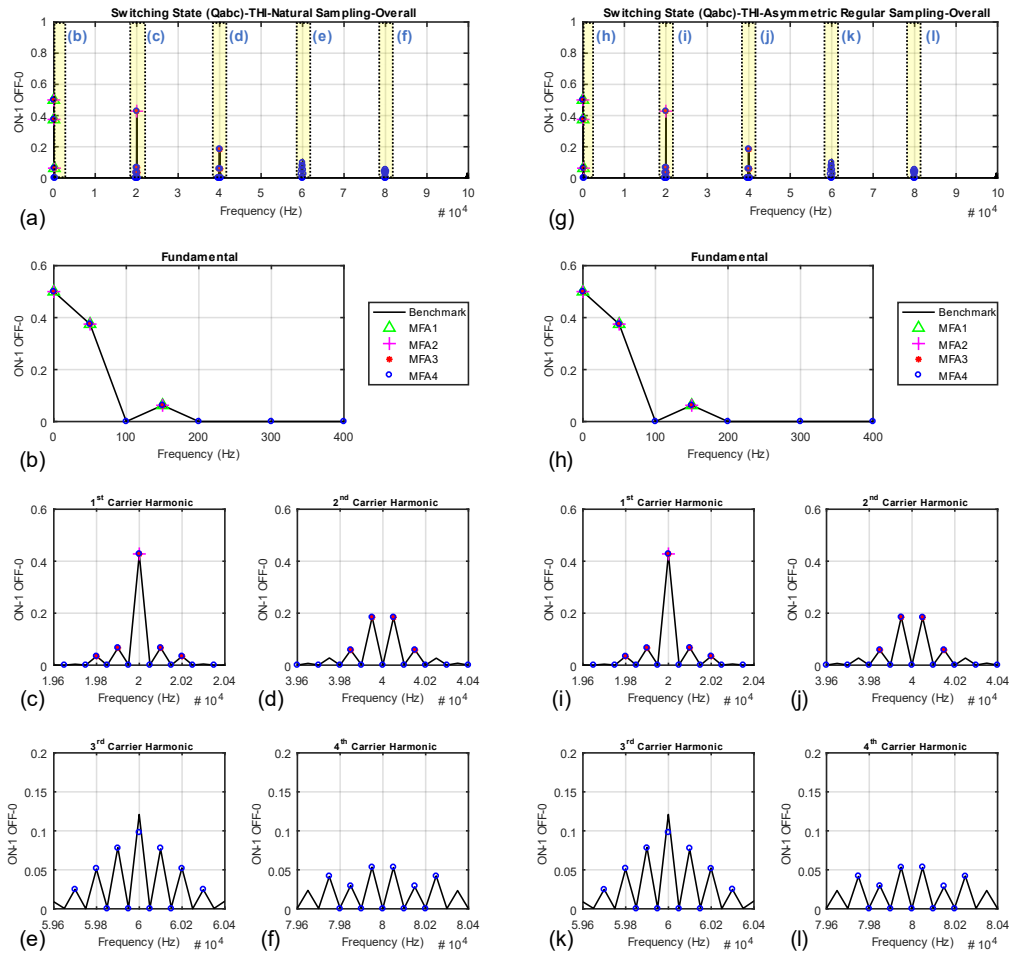 Switching State (Qabc)-THI-Natural Sampling-Overall
ON-1 OFF-0
1
0.8
0.6
0.4
0.2
0
(b)
(c)
(d)
(e)
(f)
0 1 2 3 4 5 6 7 8 9 10
Frequency (Hz)
# 10^4
(a)
Switching State (Qabc)-THI-Asymmetric Regular Sampling-Overall
ON-1 OFF-0
1
0.8
0.6
0.4
0.2
0
(h)
(i)
(j)
(k)
(l)
0 1 2 3 4 5 6 7 8 9 10
Frequency (Hz)
# 10^4
(g)
Fundamental
ON-1 OFF-0
0.6
0.4
0.2
0
0 100 200 300 400
Frequency (Hz)
(b)
Benchmark
MFA1
MFA2
MFA3
MFA4
Fundamental
ON-1 OFF-0
0.6
0.4
0.2
0
0 100 200 300 400
Frequency (Hz)
(h)
Benchmark
MFA1
MFA2
MFA3
MFA4
1st Carrier Harmonic
ON-1 OFF-0
0.6
0.4
0.2
0
1.96 1.98 2 2.02 2.04
Frequency (Hz)
# 10^4
(c)
2nd Carrier Harmonic
ON-1 OFF-0
0.6
0.4
0.2
0
3.96 3.98 4 4.02 4.04
Frequency (Hz)
# 10^4
(d)
1st Carrier Harmonic
ON-1 OFF-0
0.6
0.4
0.2
0
1.96 1.98 2 2.02 2.04
Frequency (Hz)
# 10^4
(i)
2nd Carrier Harmonic
ON-1 OFF-0
0.6
0.4
0.2
0
3.96 3.98 4 4.02 4.04
Frequency (Hz)
# 10^4
(j)
3rd Carrier Harmonic
ON-1 OFF-0
0.2
0.15
0.1
0.05
0
5.96 5.98 6 6.02 6.04
Frequency (Hz)
# 10^4
(e)
4th Carrier Harmonic
ON-1 OFF-0
0.2
0.15
0.1
0.05
0
7.96 7.98 8 8.02 8.04
Frequency (Hz)
# 10^4
(f)
3rd Carrier Harmonic
ON-1 OFF-0
0.2
0.15
0.1
0.05
0
5.96 5.98 6 6.02 6.04
Frequency (Hz)
# 10^4
(k)
4th Carrier Harmonic
ON-1 OFF-0
0.2
0.15
0.1
0.05
0
7.96 7.98 8 8.02 8.04
Frequency (Hz)
# 10^4
(l)